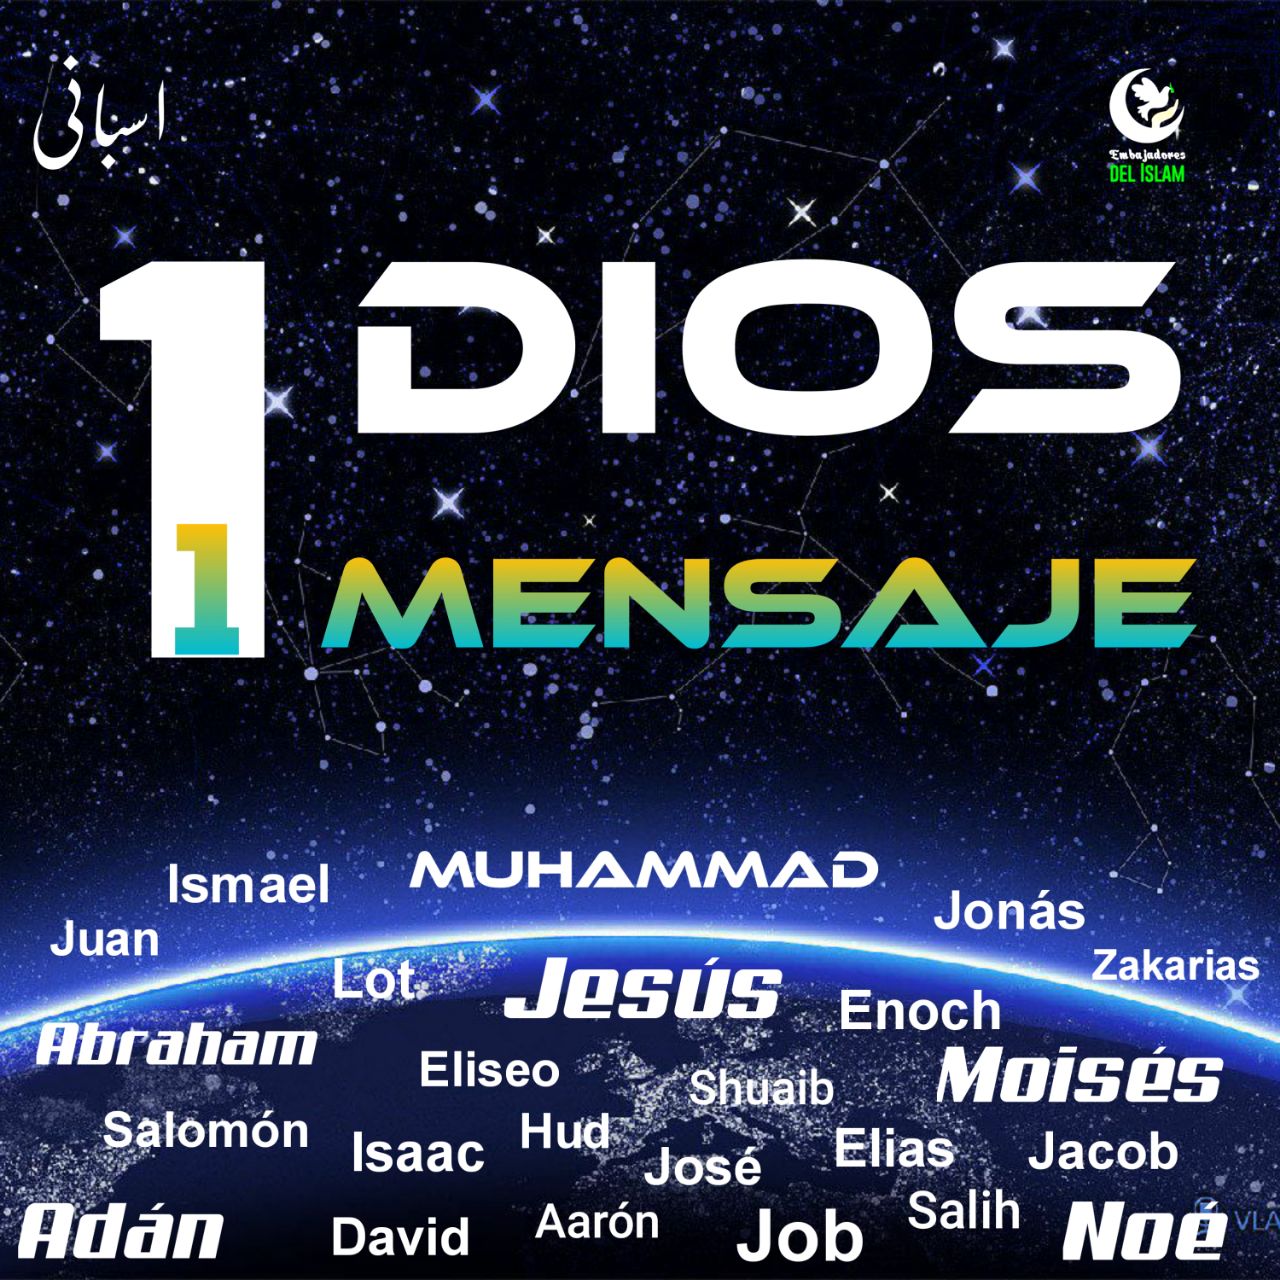 اسبانی
Embajadores
DEL ISLAM
1 DIOS
1 MENSAJE
MUHAMMAD
Ismael
Jonás
Juan
Zakarias
Lot
Jesús
Enoch
Abraham
Eliseo
Shuaib
Moisés
Salomón
Isaac
Hud
José
Elias
Jacob
Adán
David
Aarón
Job
Salih
Noé